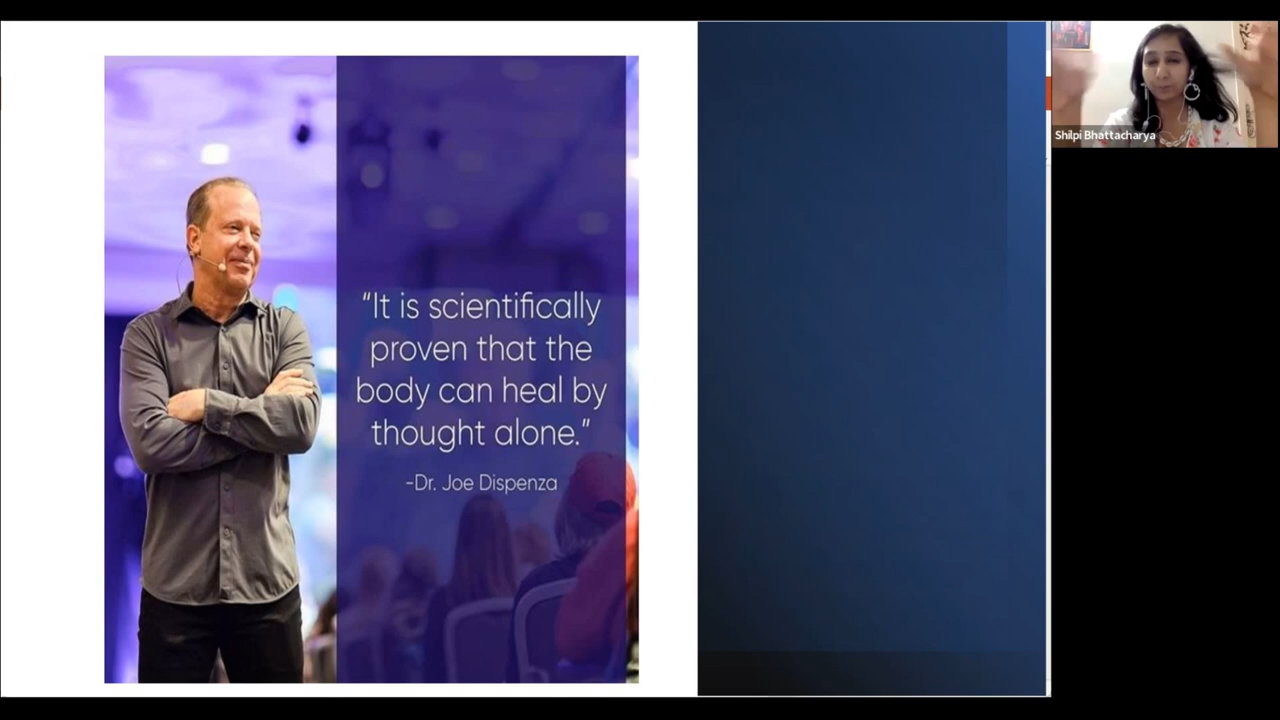 “It is scientifically
proven that the
body can heal by
thought alone.”
-Dr. Joe Dispenza
Shilpi Bhattacharya